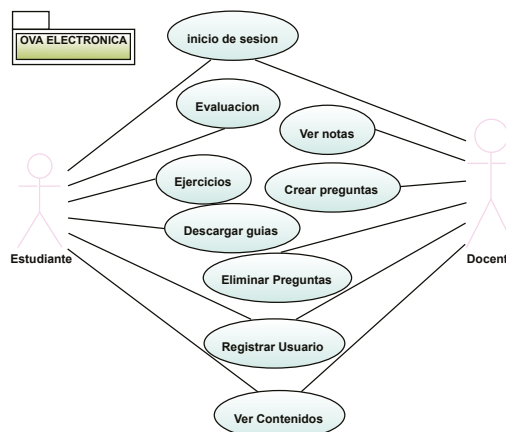 OVA ELECTRONICA
inicio de sesion
Evaluacion
Ver notas
Ejercicios
Crear preguntas
Descargar guias
Estudiante
Docent
Eliminar Preguntas
Registrar Usuario
Ver Contenidos